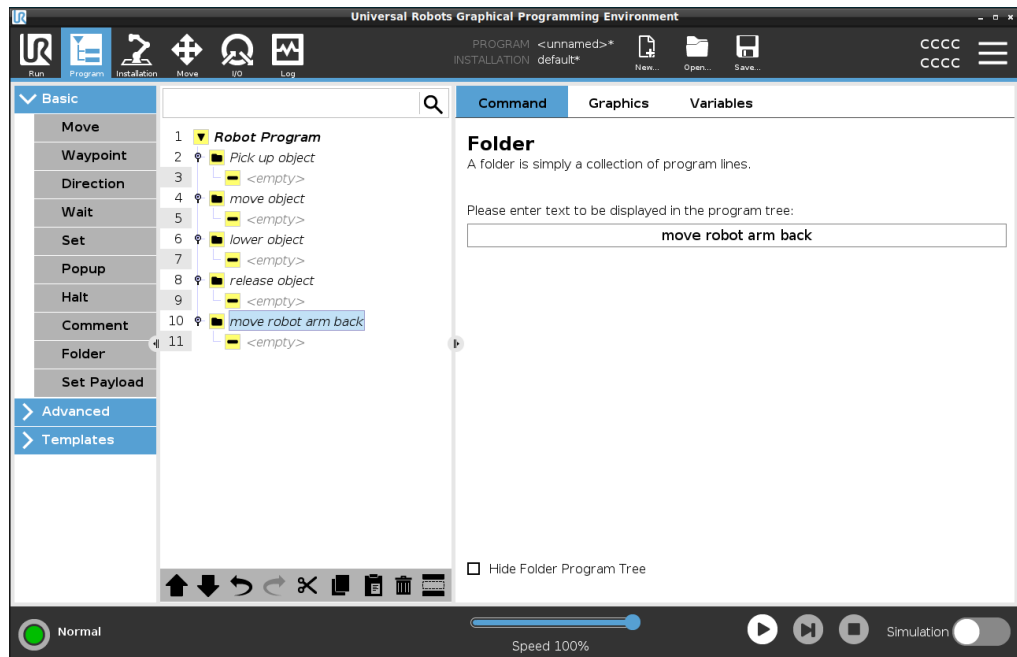 Universal Robots Graphical Programming Environment
UR
Run
Program
Installation
Move
I/O
Log
PROGRAM <unnamed>*
INSTALLATION default*
New...
Open...
Save...
CCCC
CCCC
Basic
Move
Waypoint
Direction
Wait
Set
Popup
Halt
Comment
Folder
Set Payload
Advanced
Templates
1 Robot Program
2 Pick up object
3 <empty>
4 move object
5 <empty>
6 lower object
7 <empty>
8 release object
9 <empty>
10 move robot arm back
11 <empty>
Command Graphics Variables
Folder
A folder is simply a collection of program lines.
Please enter text to be displayed in the program tree:
move robot arm back
Hide Folder Program Tree
Normal
Speed 100%
Simulation